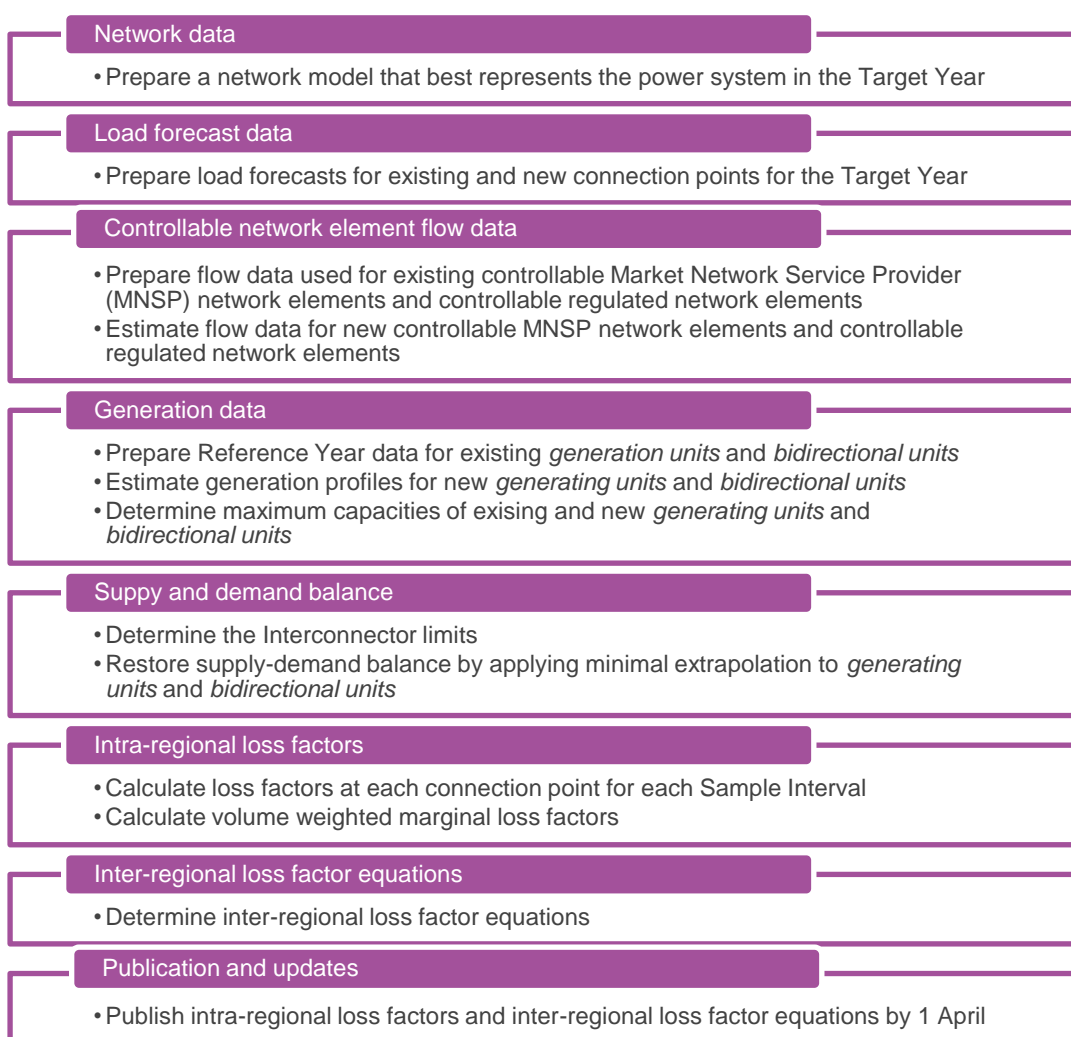 Network data
•Prepare a network model that best represents the power system in the Target Year
Load forecast data
•Prepare load forecasts for existing and new connection points for the Target Year
Controllable network element flow data
•Prepare flow data used for existing controllable Market Network Service Provider
(MNSP) network elements and controllable regulated network elements
•Estimate flow data for new controllable MNSP network elements and controllable
regulated network elements
Generation data
•Prepare Reference Year data for existing generation units and bidirectional units
•Estimate generation profiles for new generating units and bidirectional units
•Determine maximum capacities of exising and new generating units and
bidirectional units
Suppy and demand balance
•Determine the Interconnector limits
•Restore supply-demand balance by applying minimal extrapolation to generating
units and bidirectional units
Intra-regional loss factors
•Calculate loss factors at each connection point for each Sample Interval
•Calculate volume weighted marginal loss factors
Inter-regional loss factor equations
•Determine inter-regional loss factor equations
Publication and updates
•Publish intra-regional loss factors and inter-regional loss factor equations by 1 April